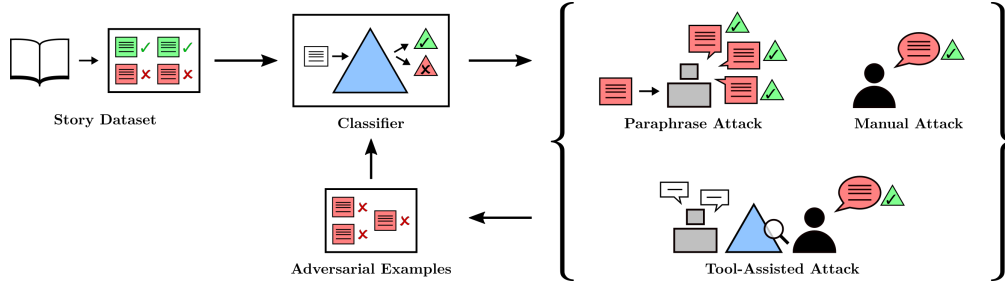 Story Dataset
Classifier
Paraphrase Attack
Manual Attack
Adversarial Examples
Tool-Assisted Attack